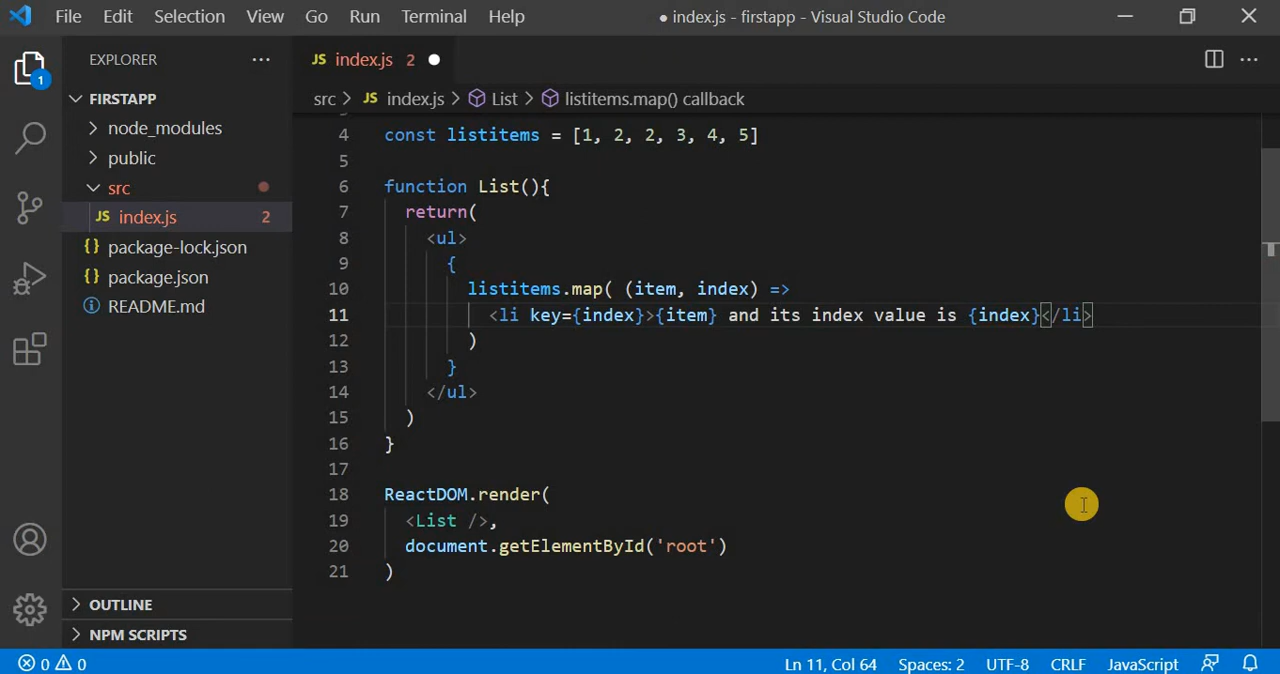 File Edit Selection View Go Run Terminal Help ● index.js - firstapp - Visual Studio Code
EXPLORER ...
JS index.js 2
1
FIRSTAPP
src > JS index.js > List > listitems.map() callback
node_modules
public
src
JS index.js 2
{} package-lock.json
{} package.json
README.md
4 const listitems = [1, 2, 2, 3, 4, 5]
5
6 function List(){
7 return(
8 <ul>
9 {
10 listitems.map( (item, index) =>
11 <li key={index}>{item} and its index value is {index}</li>
12 )
13 }
14 </ul>
15 )
16 }
17
18 ReactDOM.render(
19 <List />,
20 document.getElementById('root')
21 )
OUTLINE
NPM SCRIPTS
0 0 Ln 11, Col 64 Spaces: 2 UTF-8 CRLF JavaScript